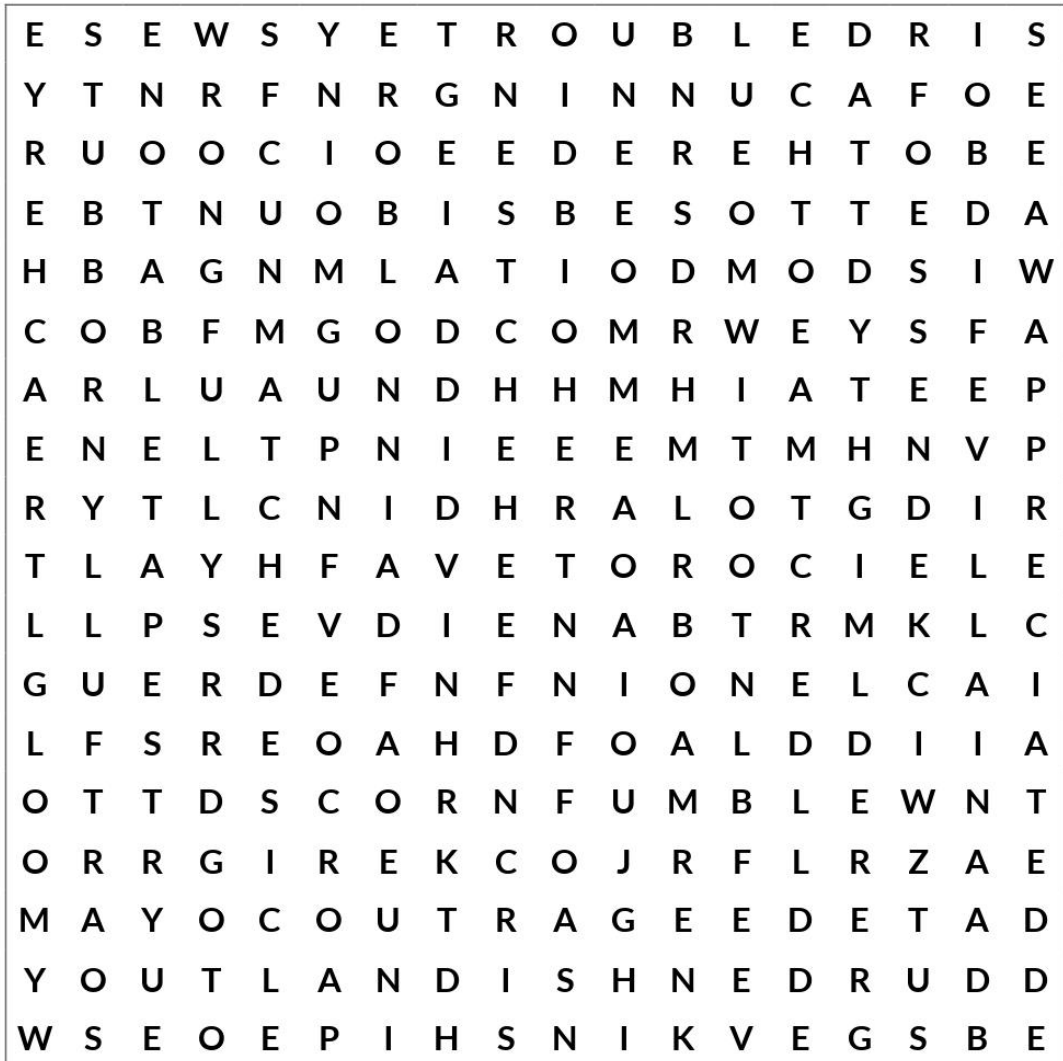 E S E W S Y E T R O U B L E D R I S
Y T N R F N R G N I N N U C A F O E
R U O O C I O E E D E R E H T O B E
E B T N U O B I S B E S O T T E D A
H B A G N M L A T I O D M O D S I W
C O B F M G O D C O M R W E Y S F A
A R L U A U N D H H M H I A T E E P
E N E L T P N I E E E M T M H N V P
R Y T L C N I D H R A L O T G D I R
T L A Y H F A V E T O R O C I E L E
L L P S E V D I E N A B T R M K L C
G U E R D E F N F N I O N E L C A I
L F S R E O A H D F O A L D D I I A
O T T D S C O R N F U M B L E W N T
O R R G I R E K C O J R F L R Z A E
M A Y O C O U T R A G E E D E T A D
Y O U T L A N D I S H N E D R U D D
W S E O E P I H S N I K V E G S B E